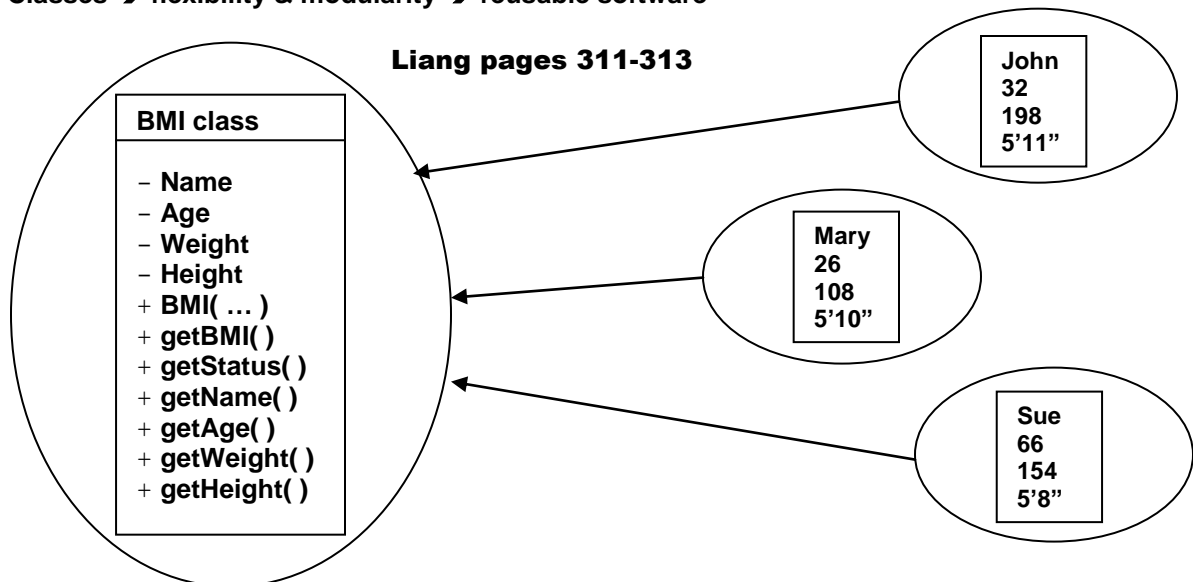 Classes → flexibility & modularity → reusable software
Liang pages 311-313
BMI class
– Name
– Age
– Weight
– Height
+ BMI( … )
+ getBMI( )
+ getStatus( )
+ getName( )
+ getAge( )
+ getWeight( )
+ getHeight( )
John
32
198
5’11”
Mary
26
108
5’10”
Sue
66
154
5’8”